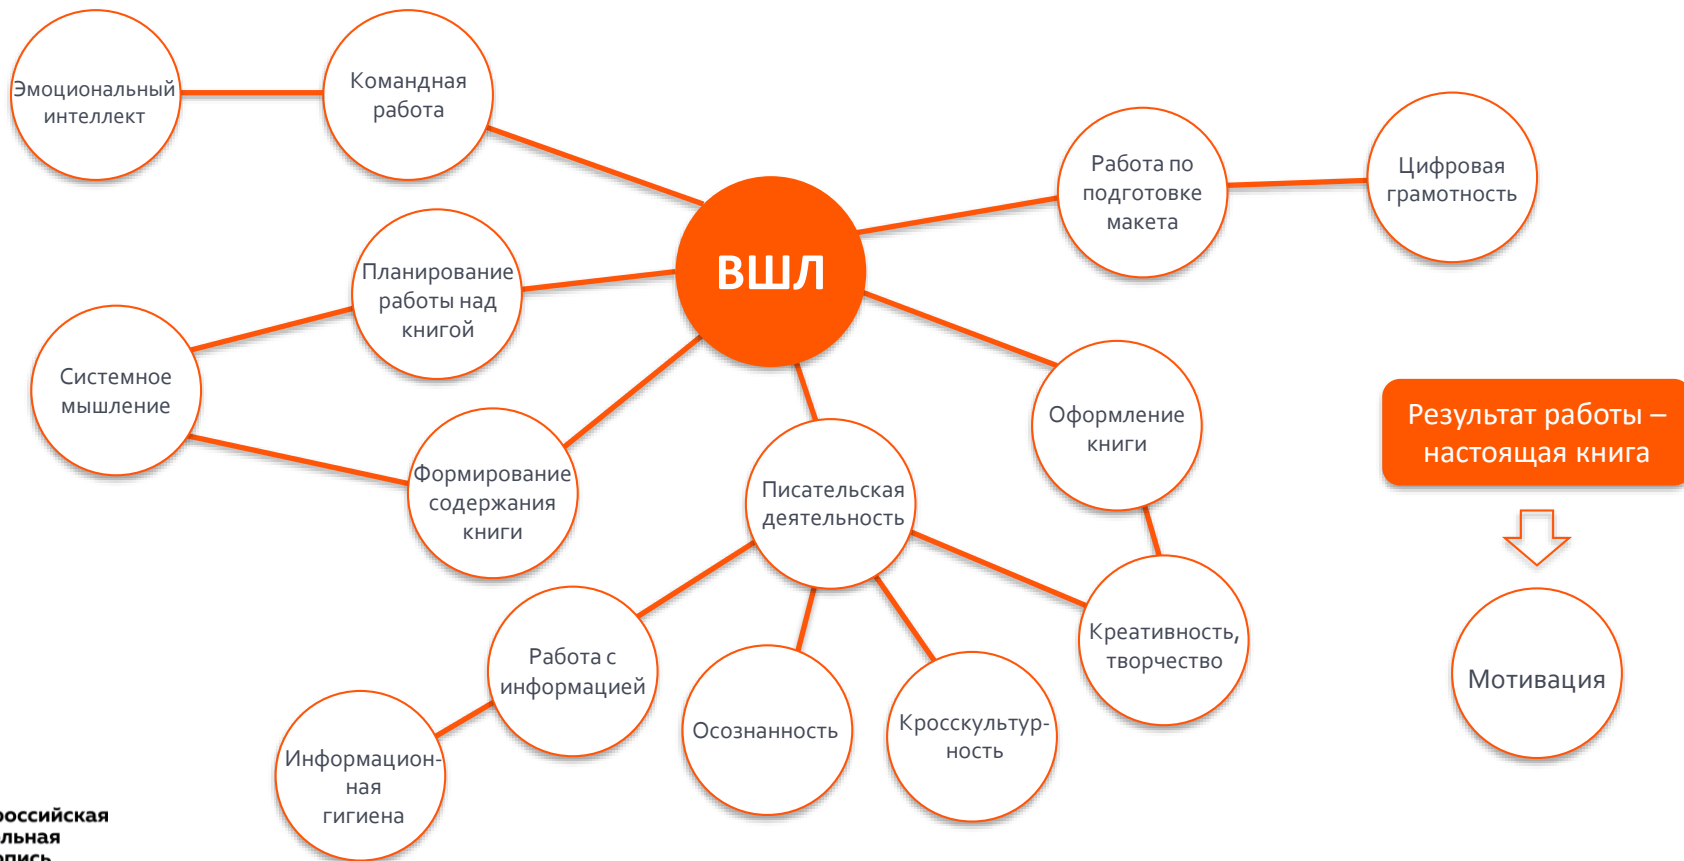 Эмоциональный
интеллект
Командная
работа
Работа по
подготовке
макета
Цифровая
грамотность
ВШЛ
Планирование
работы над
книгой
Системное
мышление
Формирование
содержания
книги
Писательская
деятельность
Оформление
книги
Результат работы –
настоящая книга
Работа с
информацией
Осознанность
Кросскультур-
ность
Креативность,
творчество
Мотивация
Информацион-
ная
гигиена
российская
льная
опись